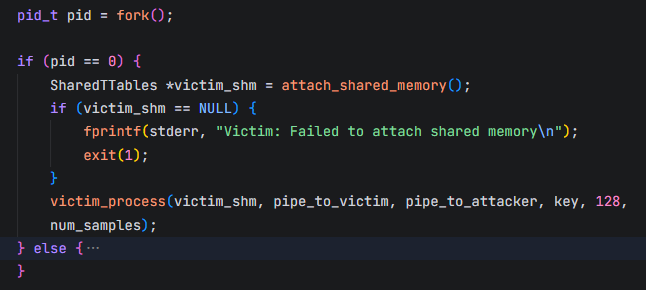 pid_t pid = fork();
if (pid == 0) {
SharedTTables *victim_shm = attach_shared_memory();
if (victim_shm == NULL) {
fprintf(stderr, "Victim: Failed to attach shared memory\n");
exit(1);
}
victim_process(victim_shm, pipe_to_victim, pipe_to_attacker, key, 128,
num_samples);
} else {···
}